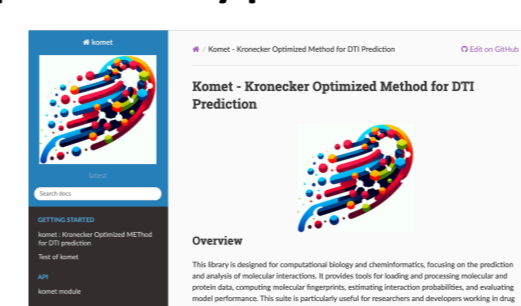 komet
latest
Search docs
GETTING STARTED
komet : Kronecker Optimized METhod
for DTI prediction
Test of komet
API
komet module
/ Komet - Kronecker Optimized Method for DTI Prediction
Edit on GitHub
Komet - Kronecker Optimized Method for DTI
Prediction
Overview
This library is designed for computational biology and cheminformatics, focusing on the prediction
and analysis of molecular interactions. It provides tools for loading and processing molecular and
protein data, computing molecular fingerprints, estimating interaction probabilities, and evaluating
model performance. This suite is particularly useful for researchers and developers working in drug